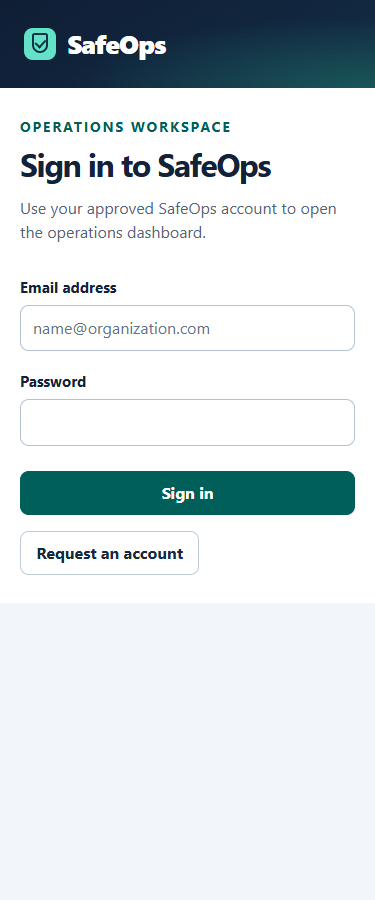 SafeOps
OPERATIONS WORKSPACE
Sign in to SafeOps
Use your approved SafeOps account to open
the operations dashboard.
Email address
name@organization.com
Password
Sign in
Request an account